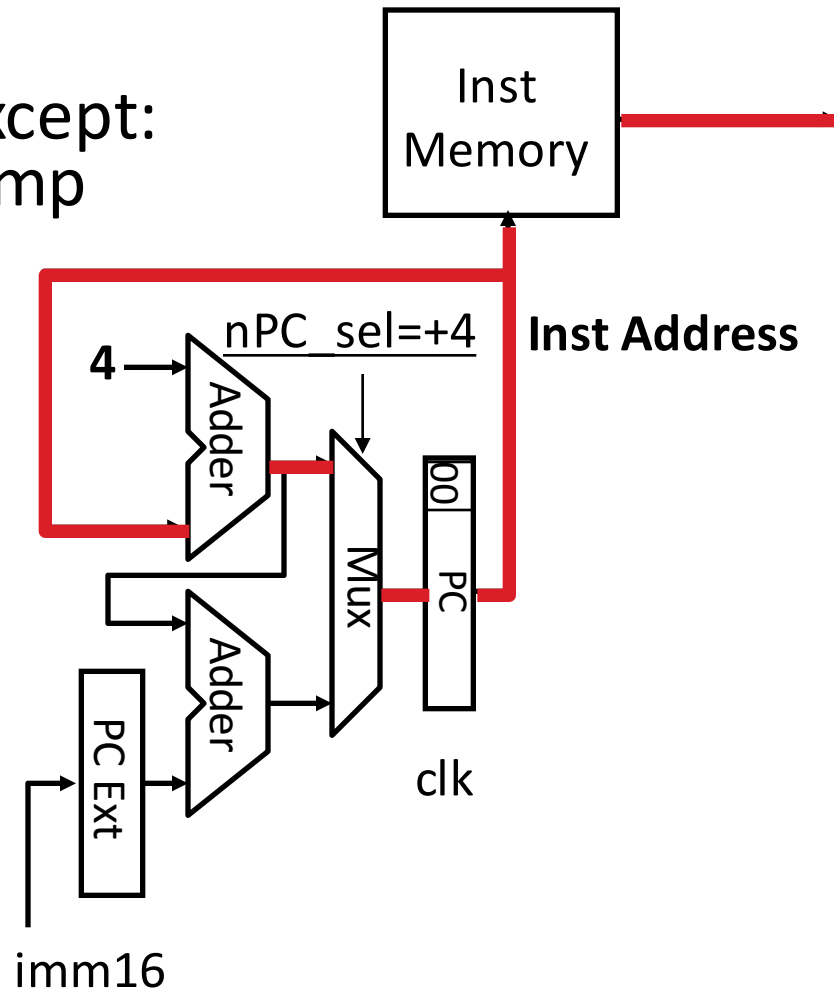 xcept:
mp
Inst
Memory
nPC_sel=+4
Inst Address
4
Adder
00
Mux
PC
Adder
PC Ext
clk
imm16